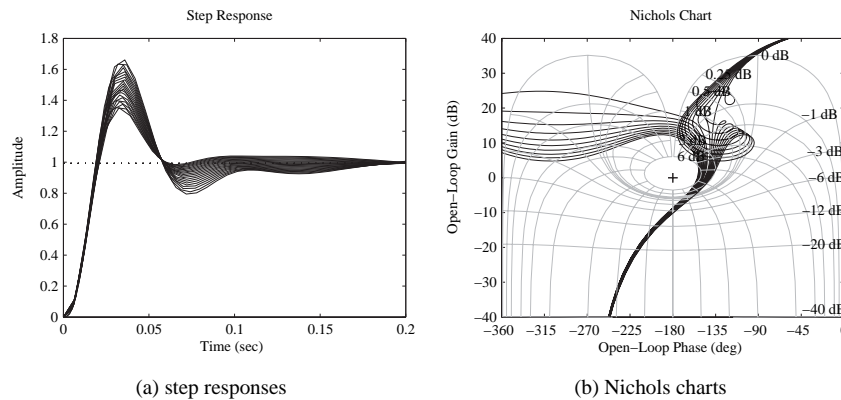 Step Response
1.8
1.6
1.4
1.2
1
0.8
0.6
0.4
0.2
0
0
0.05
0.1
0.15
0.2
Amplitude
Time (sec)
(a) step responses
Nichols Chart
40
30
20
10
0
−10
−20
−30
−40
−360
−315
−270
−225
−180
−135
−90
−45
0
Open−Loop Gain (dB)
Open−Loop Phase (deg)
0 dB
0.25 dB
0.5 dB
1 dB
3 dB
6 dB
−1 dB
−3 dB
−6 dB
−12 dB
−20 dB
−40 dB
(b) Nichols charts